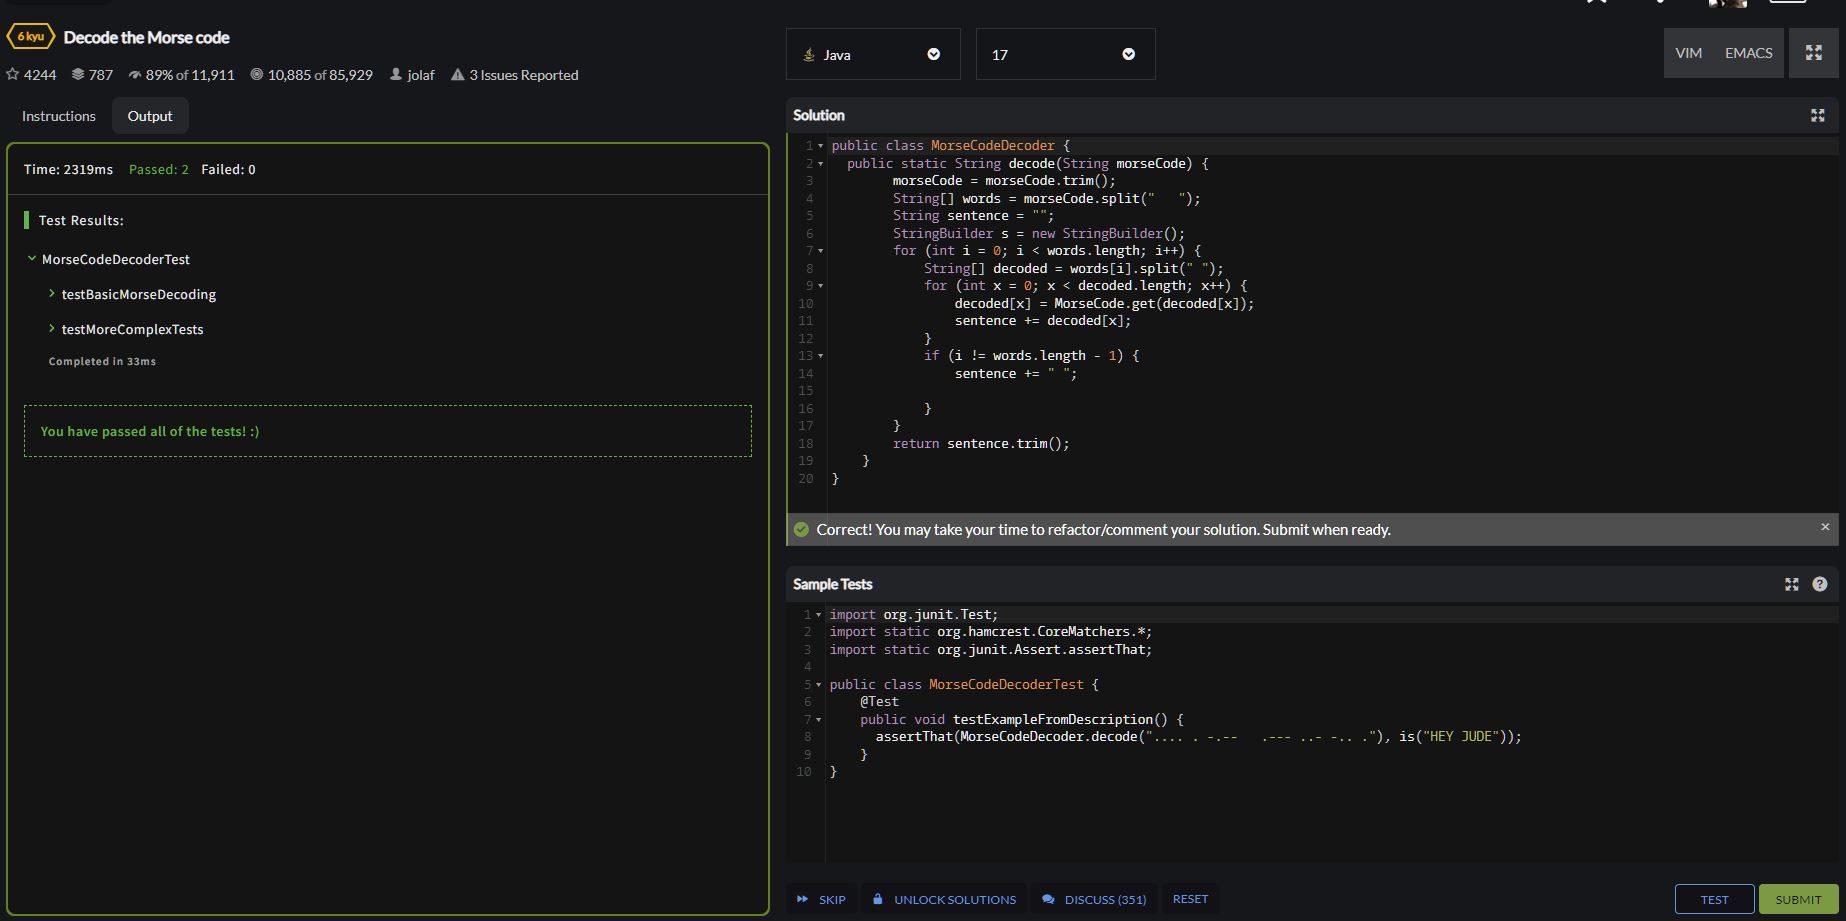 6 kyu Decode the Morse code
4244 787 89% of 11,911 10,885 of 85,929 jolaf 3 Issues Reported
Instructions Output
Time: 2319ms Passed: 2 Failed: 0
Test Results:
MorseCodeDecoderTest
testBasicMorseDecoding
testMoreComplexTests
Completed in 33ms
You have passed all of the tests! :)
Java 17 VIM EMACS
Solution
1 public class MorseCodeDecoder {
2   public static String decode(String morseCode) {
3         morseCode = morseCode.trim();
4         String[] words = morseCode.split("   ");
5         String sentence = "";
6         StringBuilder s = new StringBuilder();
7         for (int i = 0; i < words.length; i++) {
8             String[] decoded = words[i].split(" ");
9             for (int x = 0; x < decoded.length; x++) {
10                 decoded[x] = MorseCode.get(decoded[x]);
11                 sentence += decoded[x];
12             }
13             if (i != words.length - 1) {
14                 sentence += " ";
15
16             }
17         }
18         return sentence.trim();
19     }
20 }
Correct! You may take your time to refactor/comment your solution. Submit when ready. ×
Sample Tests ?
1 import org.junit.Test;
2 import static org.hamcrest.CoreMatchers.*;
3 import static org.junit.Assert.assertThat;
4
5 public class MorseCodeDecoderTest {
6     @Test
7     public void testExampleFromDescription() {
8       assertThat(MorseCodeDecoder.decode(".... . -.--   .--- ..- -.. ."), is("HEY JUDE"));
9     }
10 }
SKIP UNLOCK SOLUTIONS DISCUSS (351) RESET TEST SUBMIT